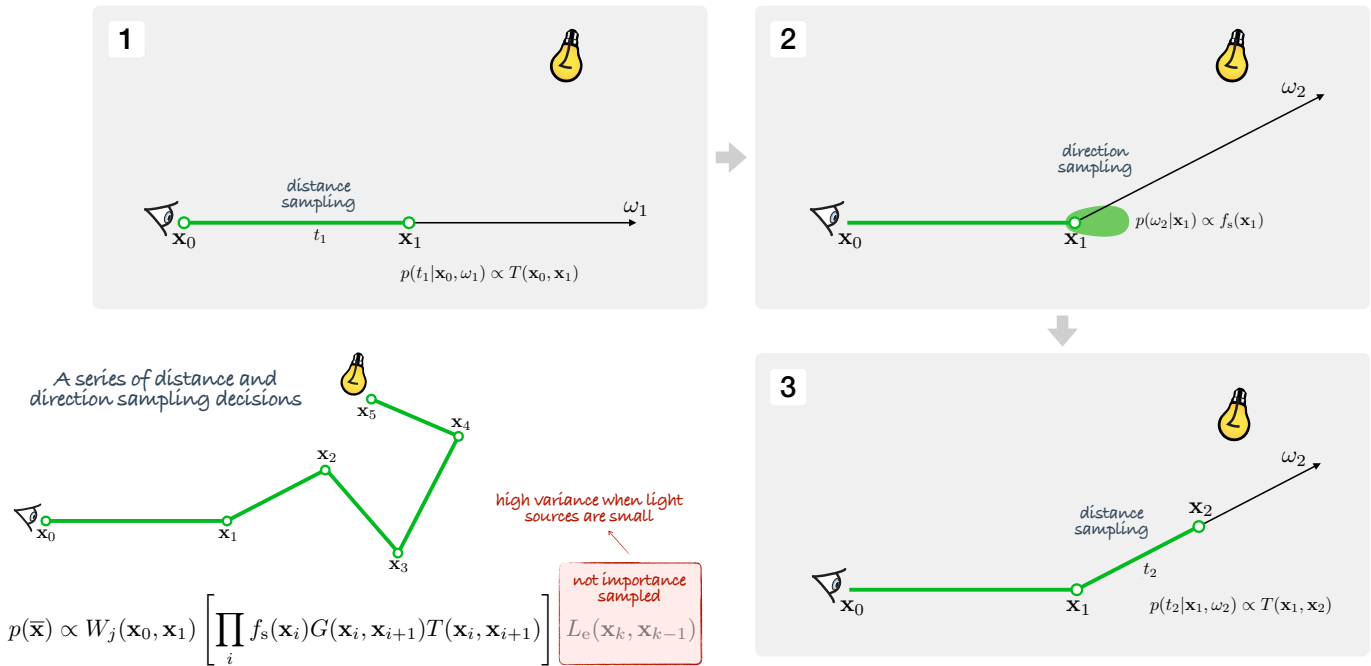 1
ω₁
distance
sampling
x₀
t₁
x₁
p(t₁|x₀, ω₁) ∝ T(x₀, x₁)
2
ω₂
direction
sampling
x₀
x₁
p(ω₂|x₁) ∝ fₛ(x₁)
3
ω₂
x₂
distance
sampling
t₂
x₀
x₁
p(t₂|x₁, ω₂) ∝ T(x₁, x₂)
A series of distance and
direction sampling decisions
x₅
x₄
x₂
x₀
x₁
x₃
high variance when light
sources are small
not importance
sampled
p(x̅) ∝ Wⱼ(x₀, x₁) [∏ᵢ fₛ(xᵢ)G(xᵢ, xᵢ₊₁)T(xᵢ, xᵢ₊₁)] Lₑ(xₖ, xₖ₋₁)